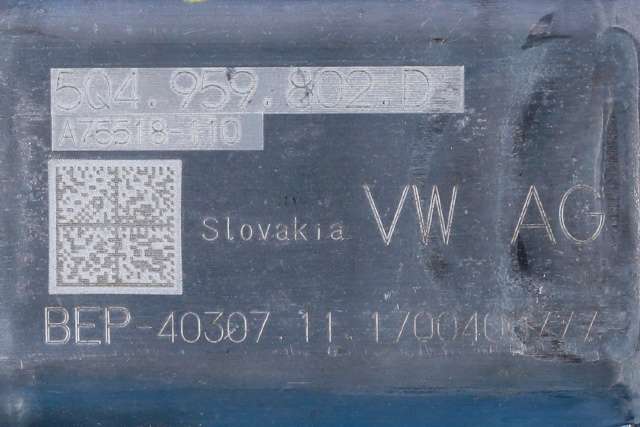 5Q4.959.802.D
A75518-110
Slovakia VW AG
BEP-40307.11.